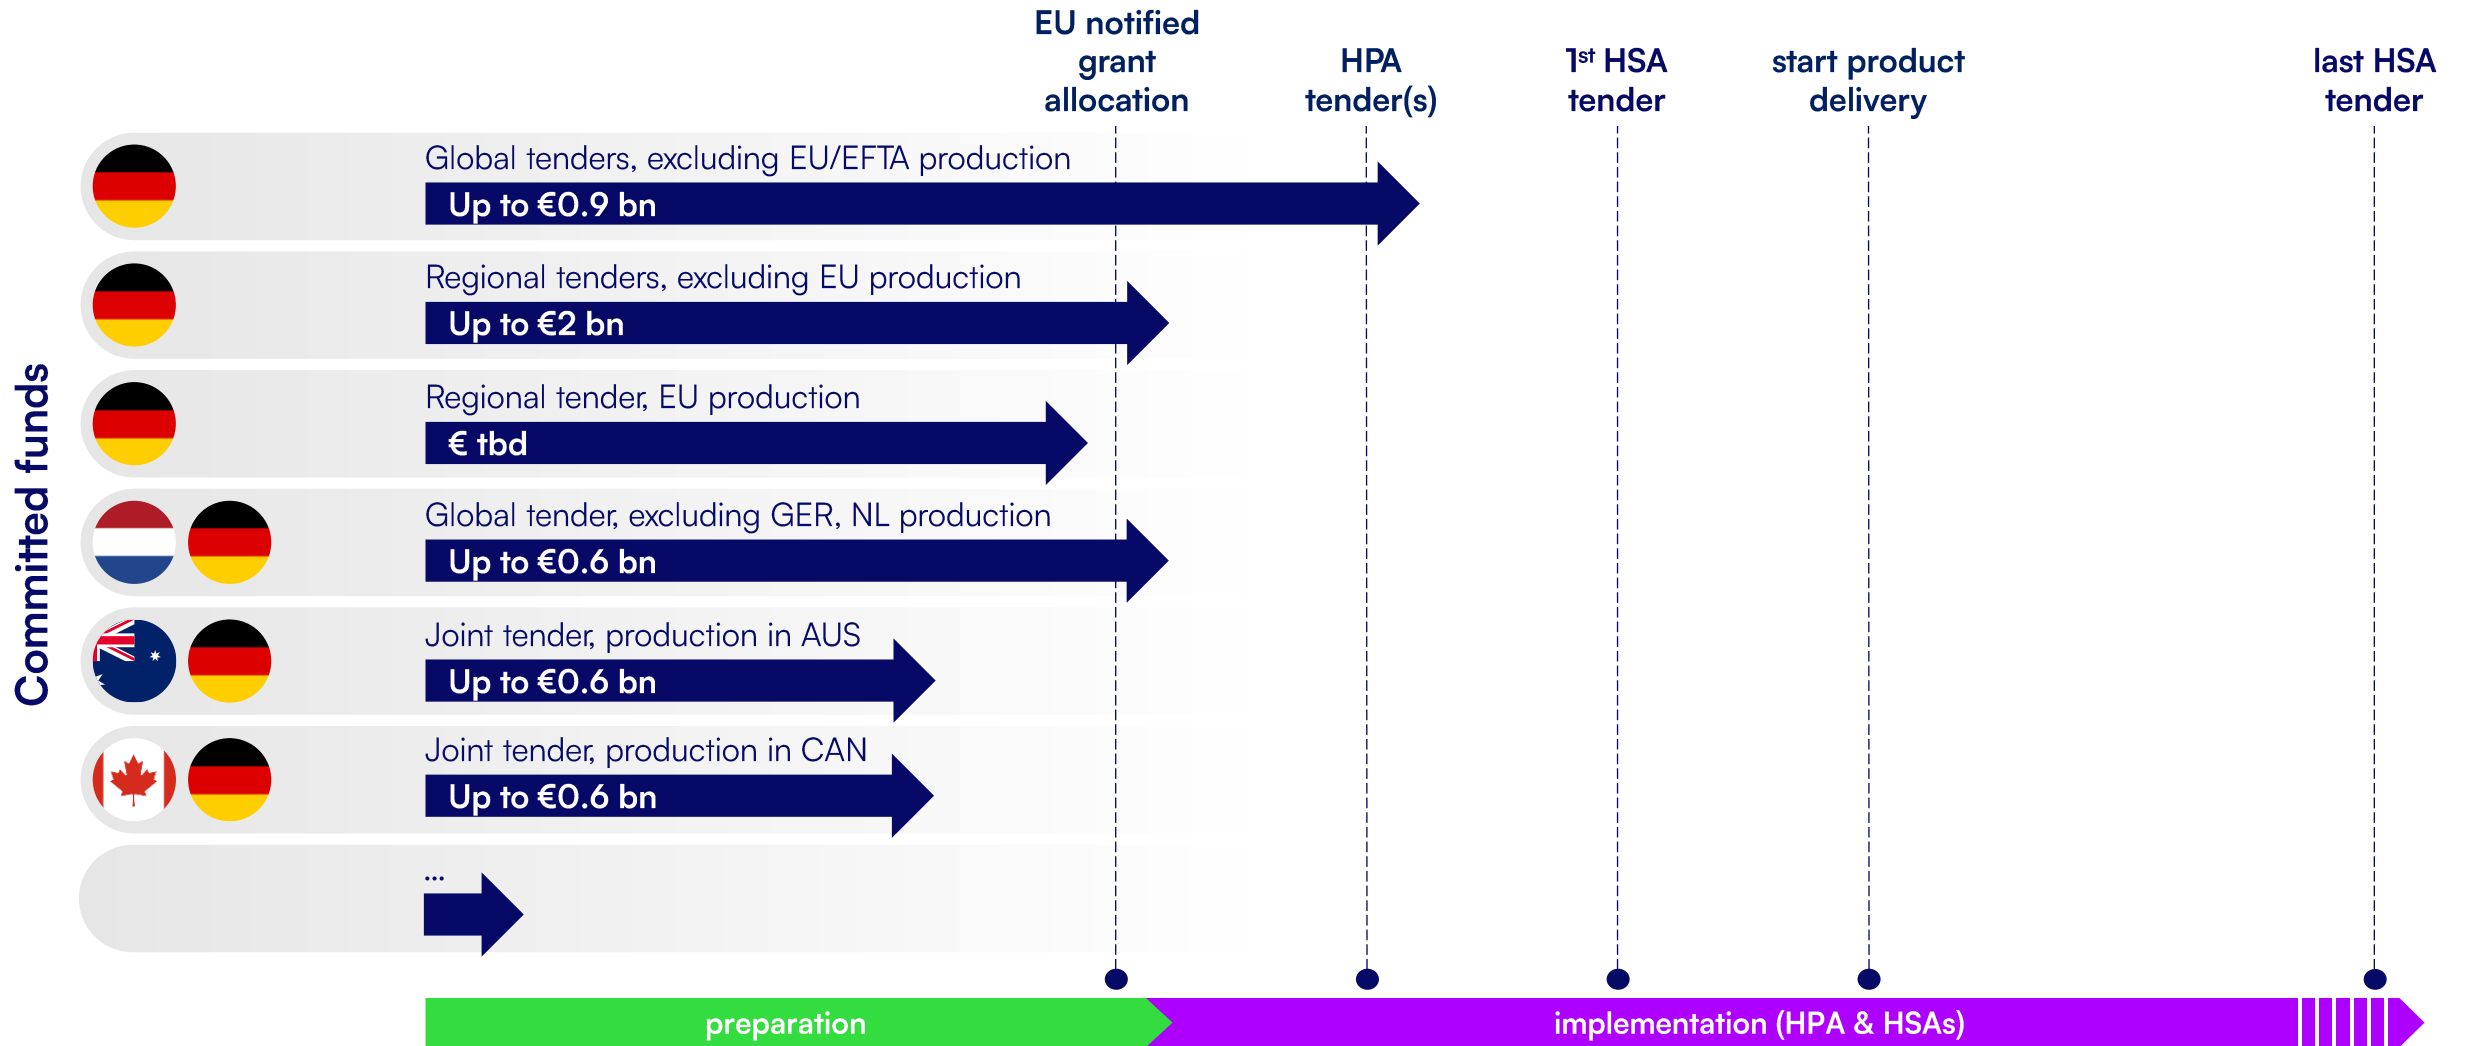 EU notified
grant
allocation
HPA
tender(s)
1st HSA
tender
start product
delivery
last HSA
tender
Committed funds
Global tenders, excluding EU/EFTA production
Up to €0.9 bn
Regional tenders, excluding EU production
Up to €2 bn
Regional tender, EU production
€ tbd
Global tender, excluding GER, NL production
Up to €0.6 bn
Joint tender, production in AUS
Up to €0.6 bn
Joint tender, production in CAN
Up to €0.6 bn
...
preparation
implementation (HPA & HSAs)